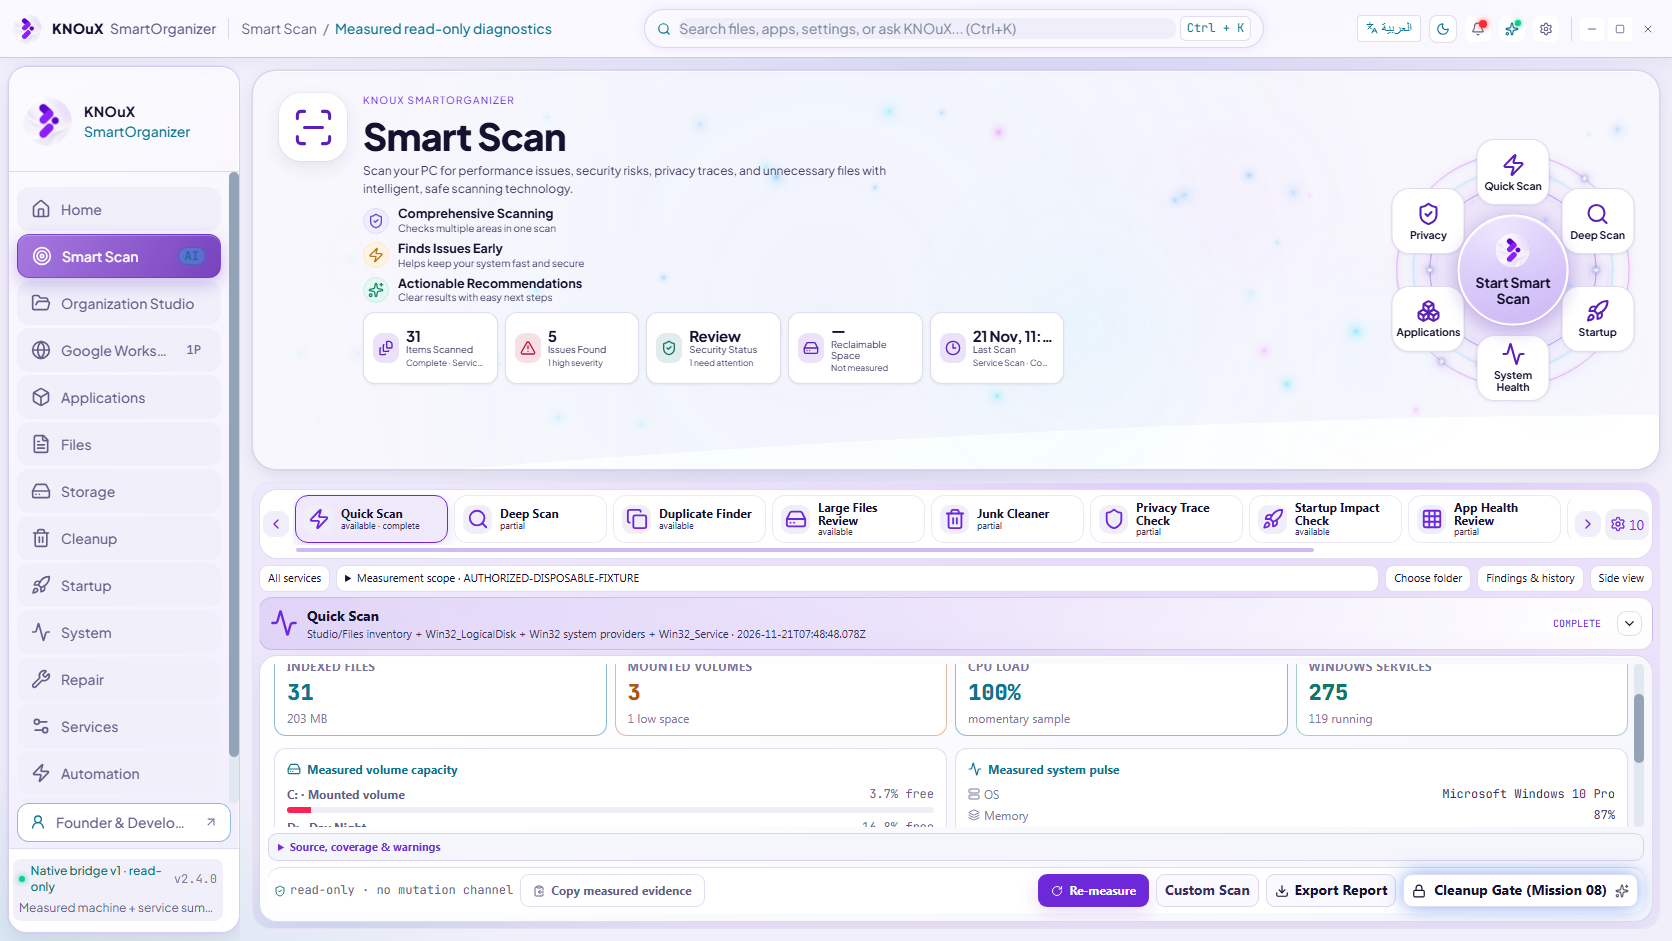 KNOuX SmartOrganizer
Smart Scan / Measured read-only diagnostics
Search files, apps, settings, or ask KNOuX... (Ctrl+K)
Ctrl + K
العربية
KNOuX
SmartOrganizer
Home
Smart Scan AI
Organization Studio
Google Works... 1P
Applications
Files
Storage
Cleanup
Startup
System
Repair
Services
Automation
Founder & Develo...
Native bridge v1 · read-only
v2.4.0
Measured machine + service sum...
KNOUX SMARTORGANIZER
Smart Scan
Scan your PC for performance issues, security risks, privacy traces, and unnecessary files with
intelligent, safe scanning technology.
Comprehensive Scanning
Checks multiple areas in one scan
Finds Issues Early
Helps keep your system fast and secure
Actionable Recommendations
Clear results with easy next steps
31
Items Scanned
Complete · Servic...
5
Issues Found
1 high severity
Review
Security Status
1 need attention
—
Reclaimable
Space
Not measured
21 Nov, 11:...
Last Scan
Service Scan · Co...
Quick Scan
Privacy
Deep Scan
Start Smart
Scan
Applications
Startup
System
Health
Quick Scan
available · complete
Deep Scan
partial
Duplicate Finder
available
Large Files
Review
available
Junk Cleaner
partial
Privacy Trace
Check
partial
Startup Impact
Check
available
App Health
Review
partial
10
All services
Measurement scope · AUTHORIZED-DISPOSABLE-FIXTURE
Choose folder
Findings & history
Side view
Quick Scan
Studio/Files inventory + Win32_LogicalDisk + Win32 system providers + Win32_Service · 2026-11-21T07:48:48.078Z
COMPLETE
INDEXED FILES
31
203 MB
MOUNTED VOLUMES
3
1 low space
CPU LOAD
100%
momentary sample
WINDOWS SERVICES
275
119 running
Measured volume capacity
C: · Mounted volume 3.7% free
D: · Day Night 16.8% free
Measured system pulse
OS Microsoft Windows 10 Pro
Memory 87%
Source, coverage & warnings
read-only · no mutation channel
Copy measured evidence
Re-measure
Custom Scan
Export Report
Cleanup Gate (Mission 08)